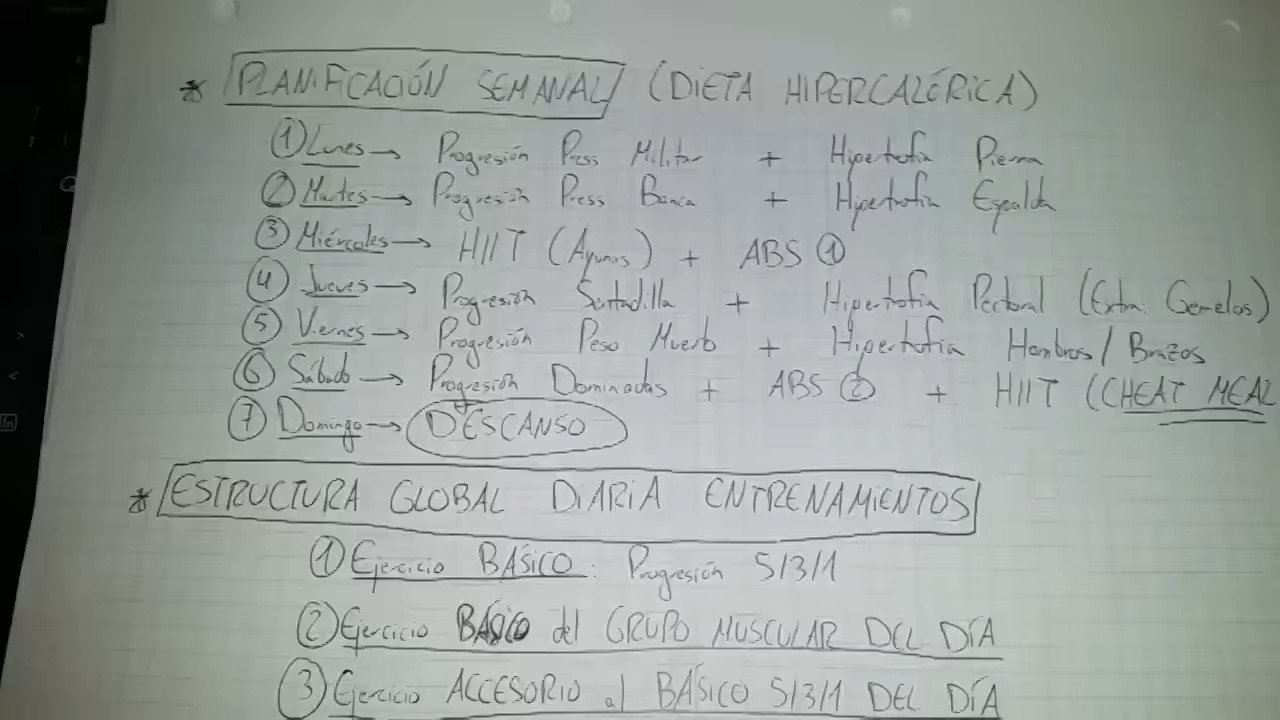 * PLANIFICACIÓN SEMANAL (DIETA HIPERCALÓRICA)
① Lunes → Progresión Press Militar + Hipertrofia Pierna
② Martes → Progresión Press Banca + Hipertrofia Espalda
③ Miércoles → HIIT (Ayunas) + ABS ①
④ Jueves → Progresión Sentadilla + Hipertrofia Pectoral (Extra: Gemelos)
⑤ Viernes → Progresión Peso Muerto + Hipertrofia Hombros / Brazos
⑥ Sábado → Progresión Dominadas + ABS ② + HIIT (CHEAT MEAL
⑦ Domingo → DESCANSO
* ESTRUCTURA GLOBAL DIARIA ENTRENAMIENTOS
① Ejercicio BÁSICO: Progresión 5/3/1
② Ejercicio BÁSICO del GRUPO MUSCULAR DEL DÍA
③ Ejercicio ACCESORIO al BÁSICO 5/3/1 DEL DÍA